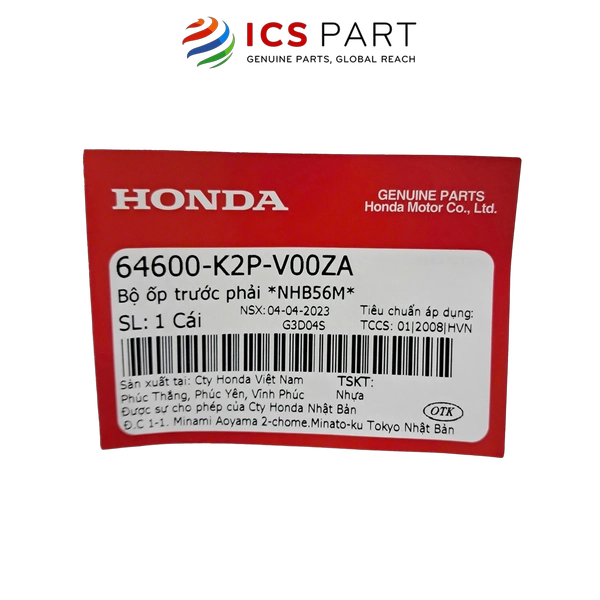 ICS PART
GENUINE PARTS, GLOBAL REACH
HONDA
GENUINE PARTS
Honda Motor Co., Ltd.
64600-K2P-V00ZA
Bộ ốp trước phải *NHB56M*
SL: 1 Cái
NSX: 04-04-2023
G3D04S
Tiêu chuẩn áp dụng:
TCCS: 01|2008|HVN
Sản xuất tại: Cty Honda Việt Nam
Phúc Thắng, Phúc Yên, Vĩnh Phúc
TSKT:
Nhựa
Được sự cho phép của Cty Honda Nhật Bản
Đ.C 1-1. Minami Aoyama 2-chome.Minato-ku Tokyo Nhật Bản
OTK